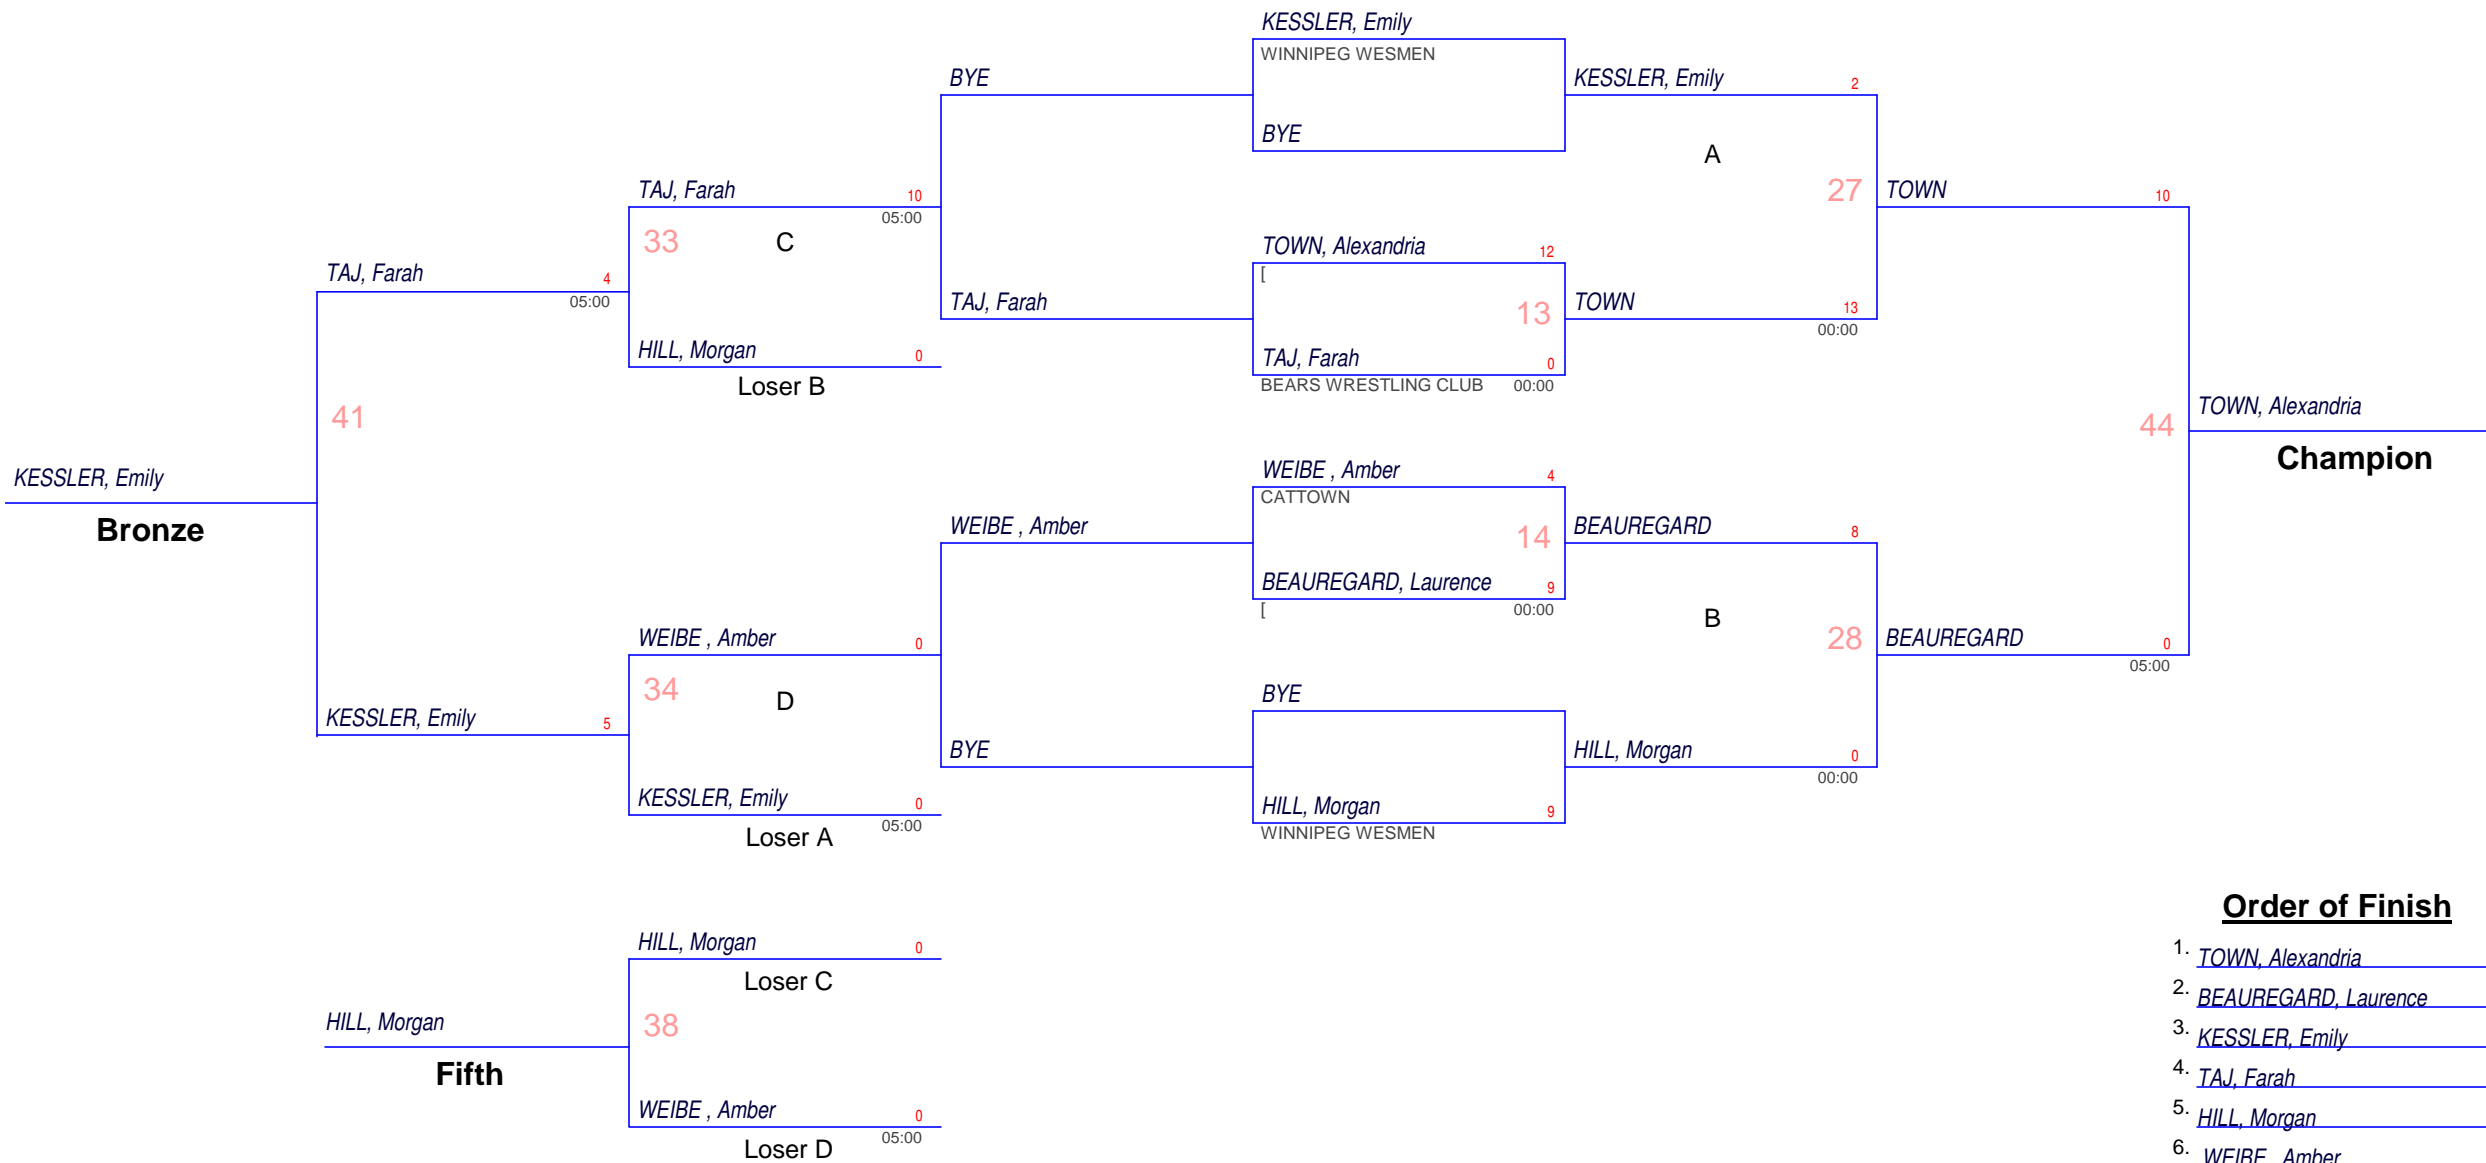 KESSLER, Emily
WINNIPEG WESMEN
BYE
KESSLER, Emily 2
BYE
A
TAJ, Farah 10
05:00
27
TOWN 10
33
C
TOWN, Alexandria 12
[
TAJ, Farah 4
05:00
TAJ, Farah
13
TOWN 13
00:00
HILL, Morgan 0
Loser B
TAJ, Farah 0
BEARS WRESTLING CLUB 00:00
41
44
TOWN, Alexandria
Champion
KESSLER, Emily
Bronze
WEIBE , Amber 4
CATTOWN
WEIBE , Amber
14
BEAUREGARD 8
BEAUREGARD, Laurence 9
[ 00:00
B
WEIBE , Amber 0
28
BEAUREGARD 0
05:00
34
D
KESSLER, Emily 5
BYE
BYE
HILL, Morgan 0
00:00
KESSLER, Emily 0
Loser A 05:00
HILL, Morgan 9
WINNIPEG WESMEN
HILL, Morgan 0
Loser C
HILL, Morgan
Fifth
38
WEIBE , Amber 0
Loser D 05:00
Order of Finish
1. TOWN, Alexandria
2. BEAUREGARD, Laurence
3. KESSLER, Emily
4. TAJ, Farah
5. HILL, Morgan
6. WEIBE , Amber